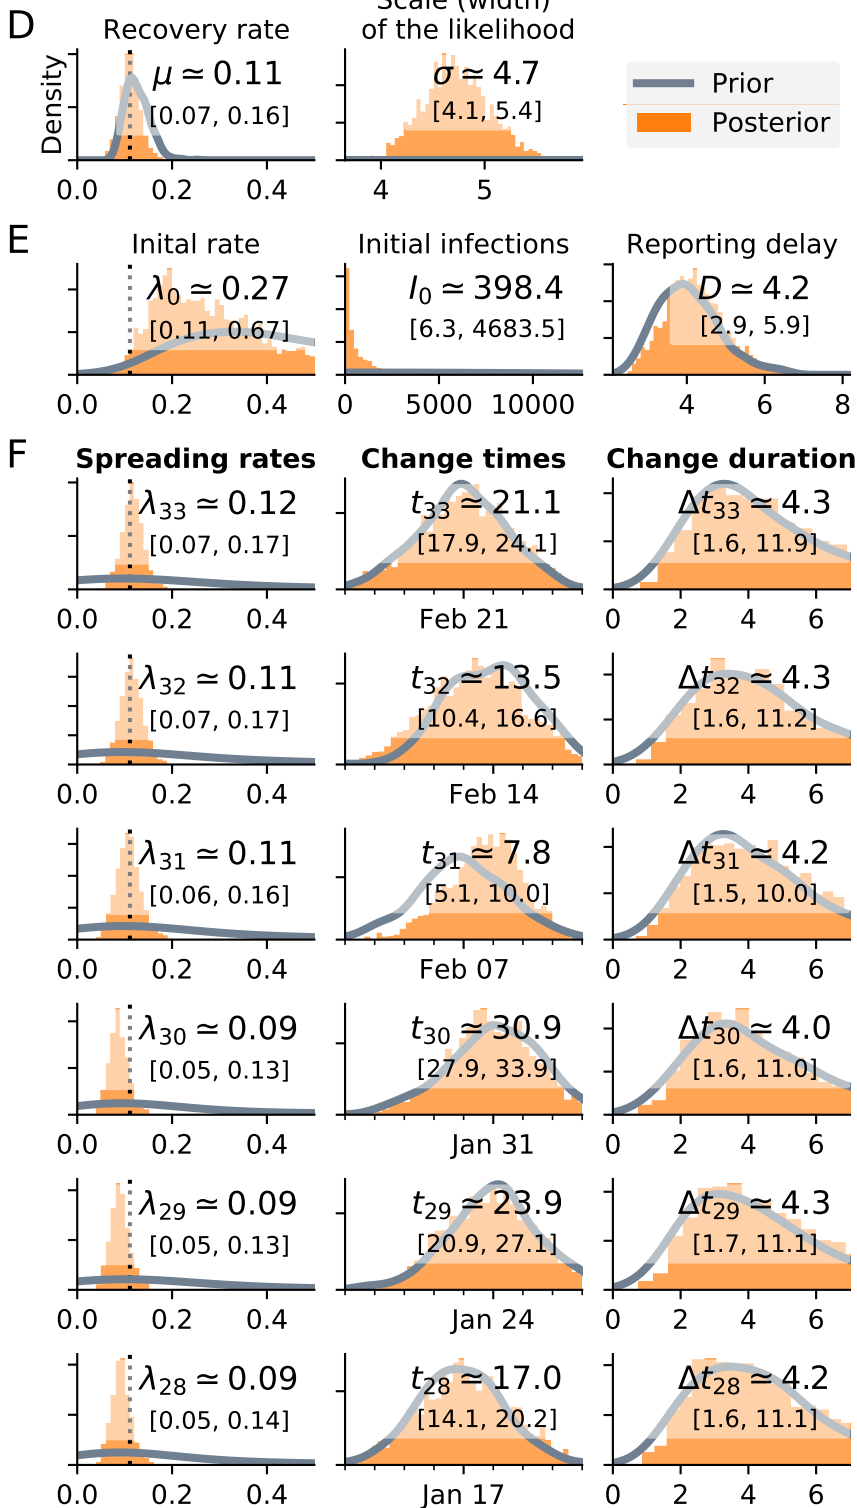 D
Scale (width)
Recovery rate
of the likelihood
Density
μ ≃ 0.11
[0.07, 0.16]
σ ≃ 4.7
[4.1, 5.4]
Prior
Posterior
0.0 0.2 0.4
4 5
E
Inital rate
Initial infections
Reporting delay
λ₀ ≃ 0.27
[0.11, 0.67]
I₀ ≃ 398.4
[6.3, 4683.5]
D ≃ 4.2
[2.9, 5.9]
0.0 0.2 0.4
0 5000 10000
4 6 8
F
Spreading rates
Change times
Change duration
λ₃₃ ≃ 0.12
[0.07, 0.17]
t₃₃ ≃ 21.1
[17.9, 24.1]
Δt₃₃ ≃ 4.3
[1.6, 11.9]
0.0 0.2 0.4
Feb 21
0 2 4 6
λ₃₂ ≃ 0.11
[0.07, 0.17]
t₃₂ ≃ 13.5
[10.4, 16.6]
Δt₃₂ ≃ 4.3
[1.6, 11.2]
0.0 0.2 0.4
Feb 14
0 2 4 6
λ₃₁ ≃ 0.11
[0.06, 0.16]
t₃₁ ≃ 7.8
[5.1, 10.0]
Δt₃₁ ≃ 4.2
[1.5, 10.0]
0.0 0.2 0.4
Feb 07
0 2 4 6
λ₃₀ ≃ 0.09
[0.05, 0.13]
t₃₀ ≃ 30.9
[27.9, 33.9]
Δt₃₀ ≃ 4.0
[1.6, 11.0]
0.0 0.2 0.4
Jan 31
0 2 4 6
λ₂₉ ≃ 0.09
[0.05, 0.13]
t₂₉ ≃ 23.9
[20.9, 27.1]
Δt₂₉ ≃ 4.3
[1.7, 11.1]
0.0 0.2 0.4
Jan 24
0 2 4 6
λ₂₈ ≃ 0.09
[0.05, 0.14]
t₂₈ ≃ 17.0
[14.1, 20.2]
Δt₂₈ ≃ 4.2
[1.6, 11.1]
0.0 0.2 0.4
Jan 17
0 2 4 6